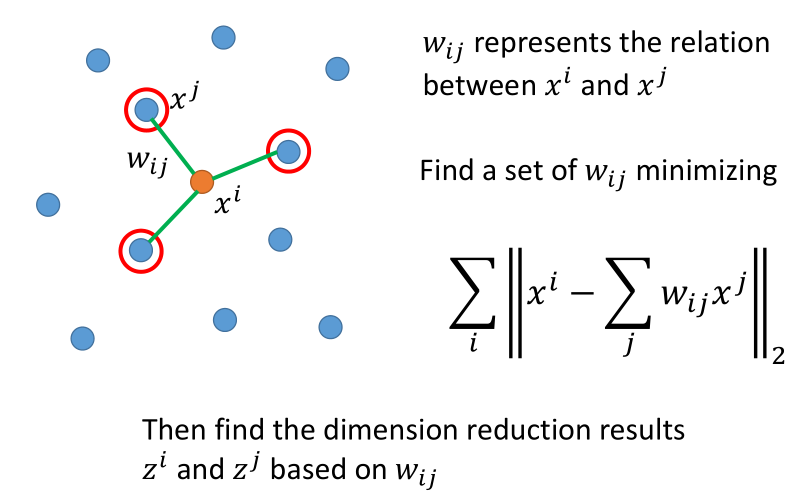 w_{ij} represents the relation
between x^i and x^j
x^j
w_{ij}
x^i
Find a set of w_{ij} minimizing
\sum_i \left\| x^i - \sum_j w_{ij} x^j \right\|_2
Then find the dimension reduction results
z^i and z^j based on w_{ij}